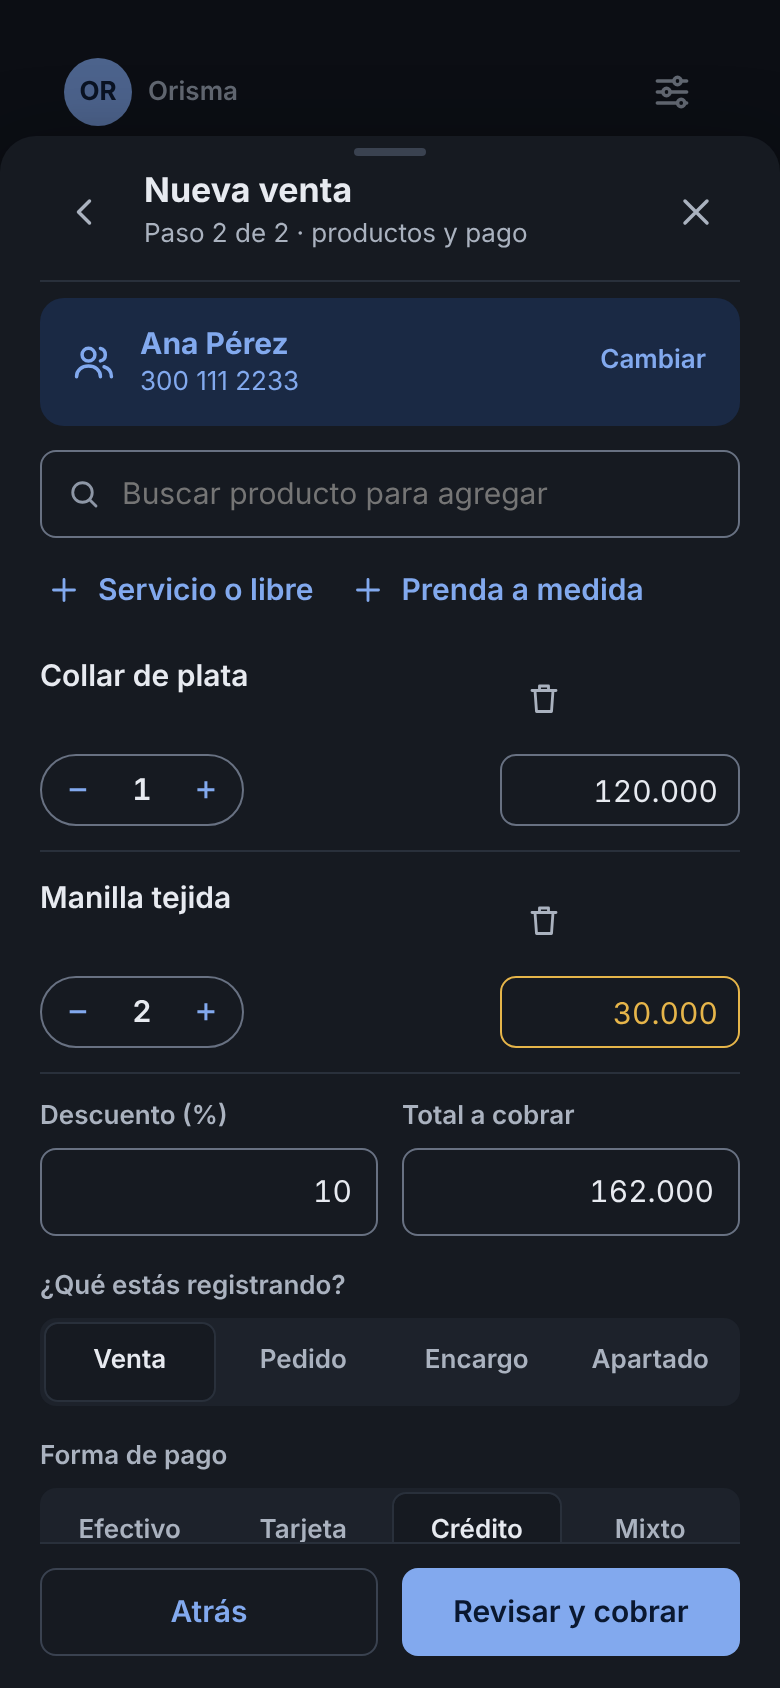 OR Orisma
Nueva venta
Paso 2 de 2 · productos y pago
Ana Pérez
300 111 2233
Cambiar
Buscar producto para agregar
+ Servicio o libre + Prenda a medida
Collar de plata
− 1 + 120.000
Manilla tejida
− 2 + 30.000
Descuento (%) Total a cobrar
10 162.000
¿Qué estás registrando?
Venta Pedido Encargo Apartado
Forma de pago
Efectivo Tarjeta Crédito Mixto
Atrás Revisar y cobrar